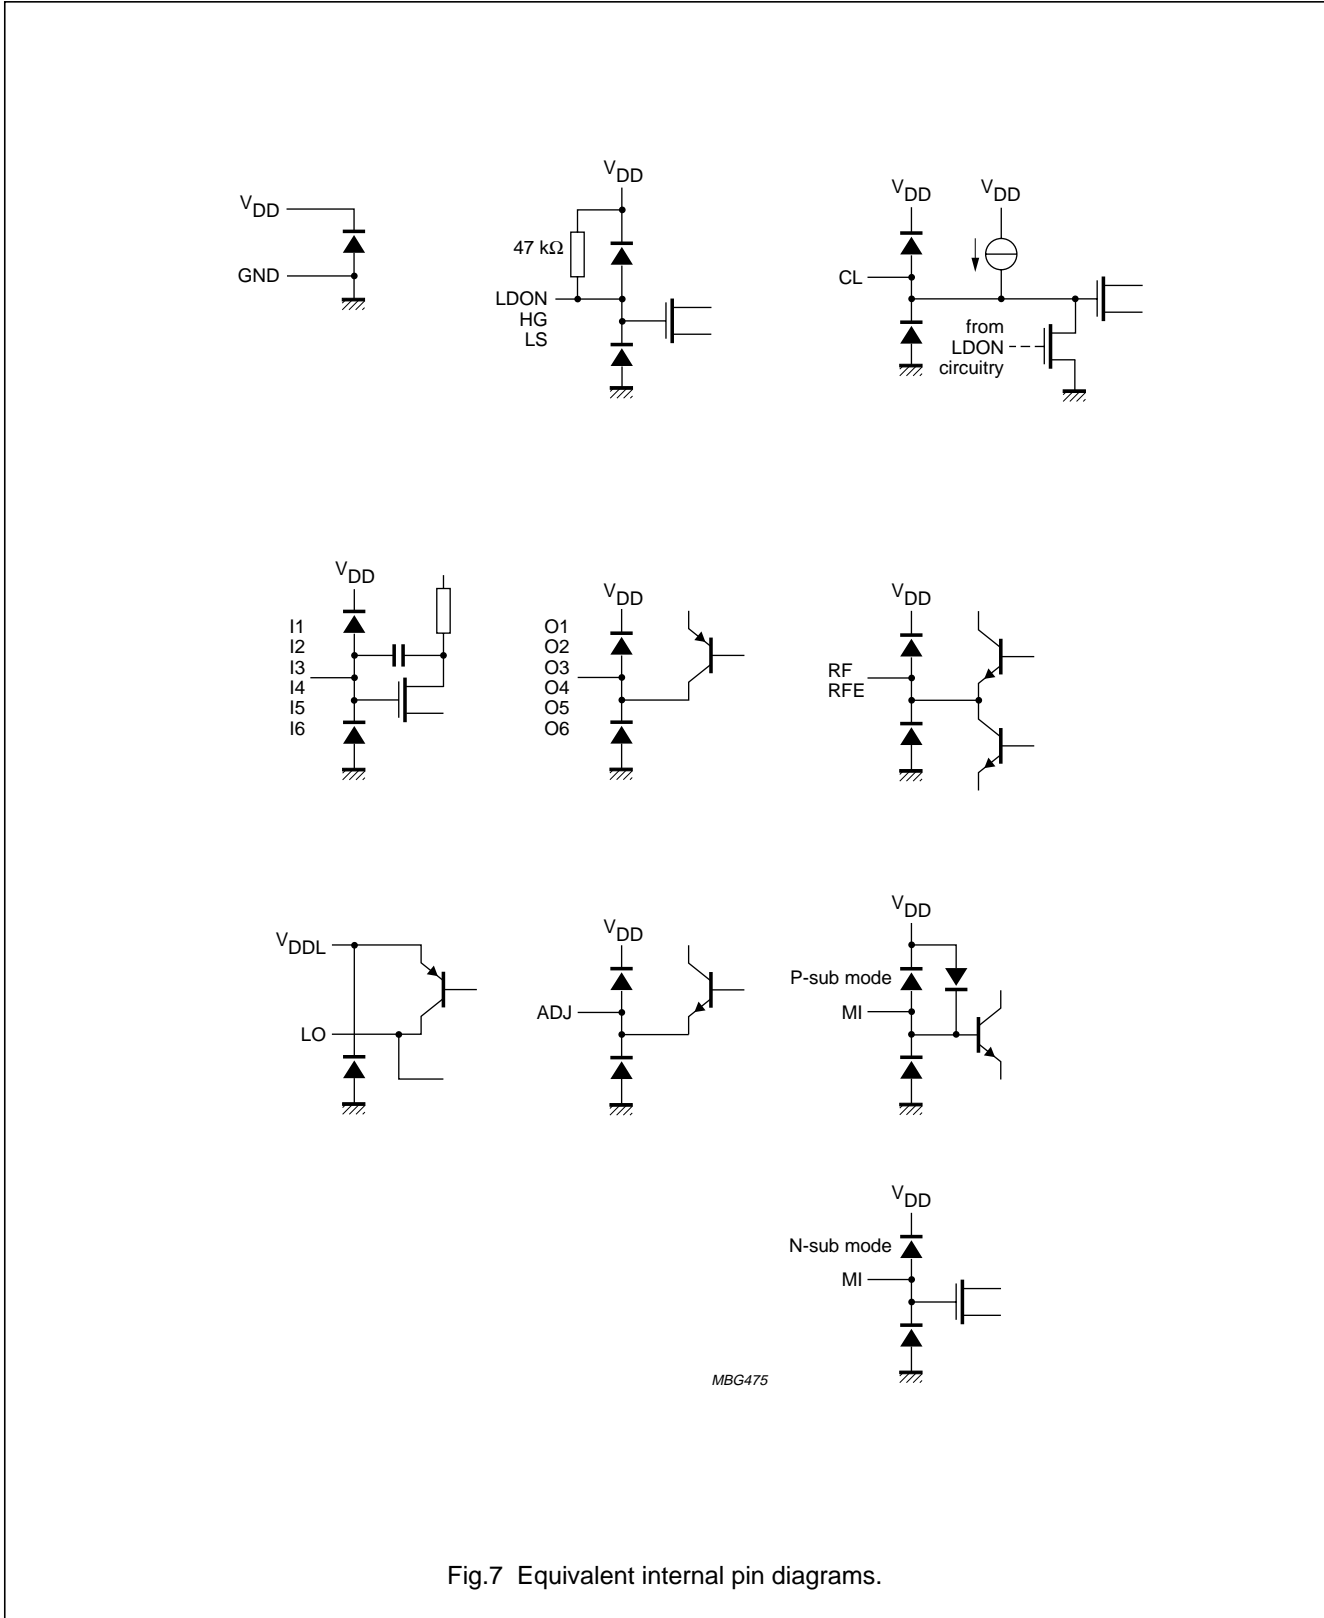 VDD
GND
VDD
47 kΩ
LDON
HG
LS
VDD
VDD
CL
from
LDON
circuitry
VDD
I1
I2
I3
I4
I5
I6
VDD
O1
O2
O3
O4
O5
O6
VDD
RF
RFE
VDDL
LO
VDD
ADJ
VDD
P-sub mode
MI
VDD
N-sub mode
MI
MBG475
Fig.7 Equivalent internal pin diagrams.